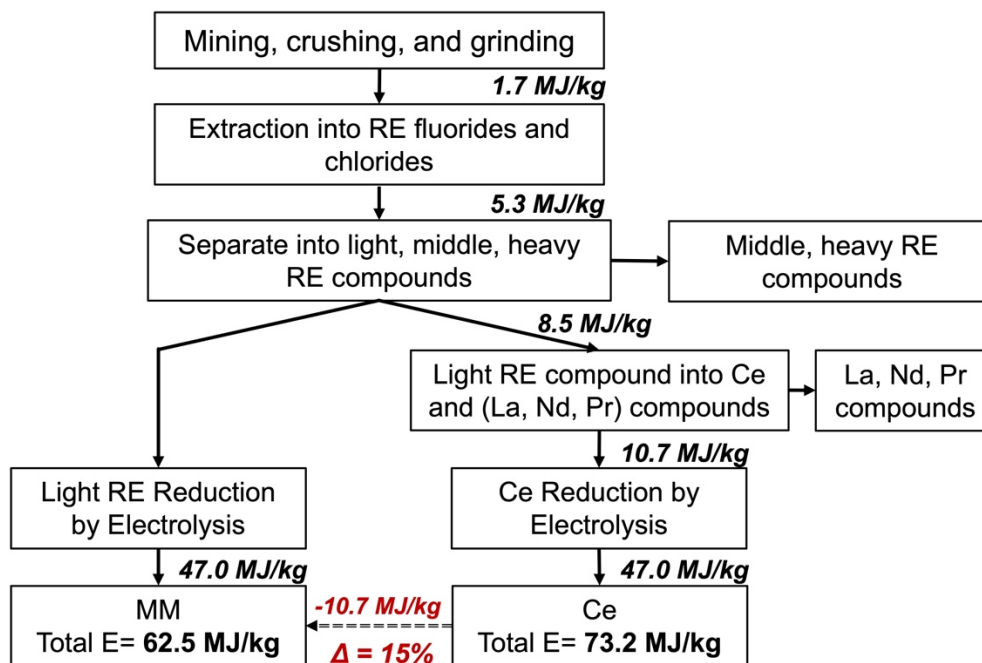 Mining, crushing, and grinding
1.7 MJ/kg
Extraction into RE fluorides and
chlorides
5.3 MJ/kg
Separate into light, middle, heavy
RE compounds
Middle, heavy RE
compounds
8.5 MJ/kg
Light RE compound into Ce
and (La, Nd, Pr) compounds
La, Nd, Pr
compounds
10.7 MJ/kg
Light RE Reduction
by Electrolysis
Ce Reduction by
Electrolysis
47.0 MJ/kg
47.0 MJ/kg
MM
Total E= 62.5 MJ/kg
-10.7 MJ/kg
Δ = 15%
Ce
Total E= 73.2 MJ/kg